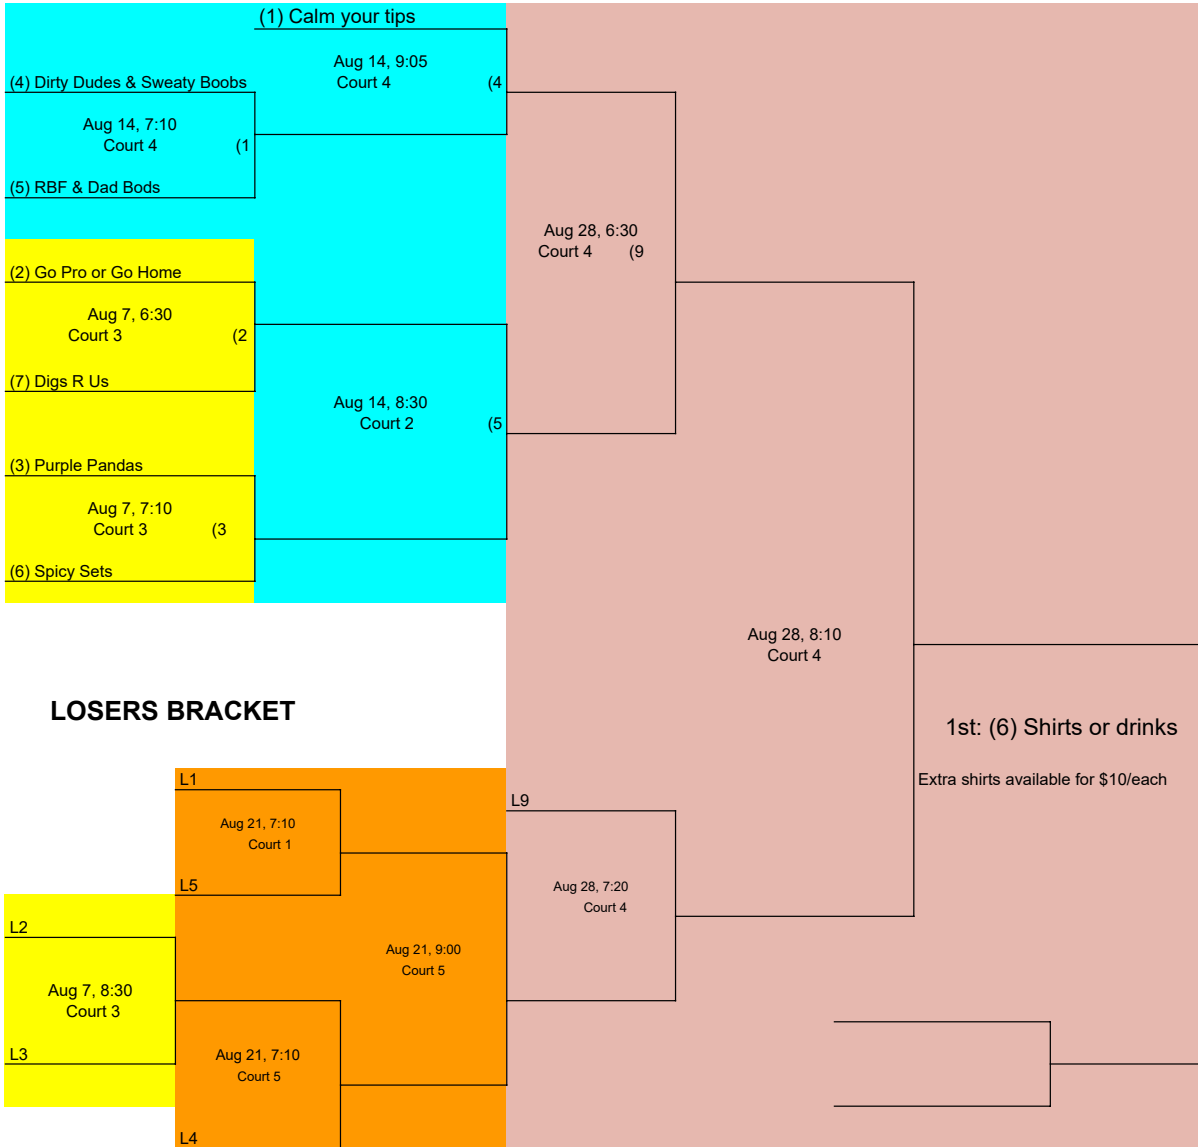 (1) Calm your tips
Aug 14, 9:05
Court 4 (4
(4) Dirty Dudes & Sweaty Boobs
Aug 14, 7:10
Court 4 (1
(5) RBF & Dad Bods
Aug 28, 6:30
Court 4 (9
(2) Go Pro or Go Home
Aug 7, 6:30
Court 3 (2
(7) Digs R Us
Aug 14, 8:30
Court 2 (5
(3) Purple Pandas
Aug 7, 7:10
Court 3 (3
(6) Spicy Sets
Aug 28, 8:10
Court 4
LOSERS BRACKET
1st: (6) Shirts or drinks
Extra shirts available for $10/each
L1
Aug 21, 7:10
Court 1
L5
L9
Aug 28, 7:20
Court 4
L2
Aug 21, 9:00
Court 5
Aug 7, 8:30
Court 3
L3
Aug 21, 7:10
Court 5
L4